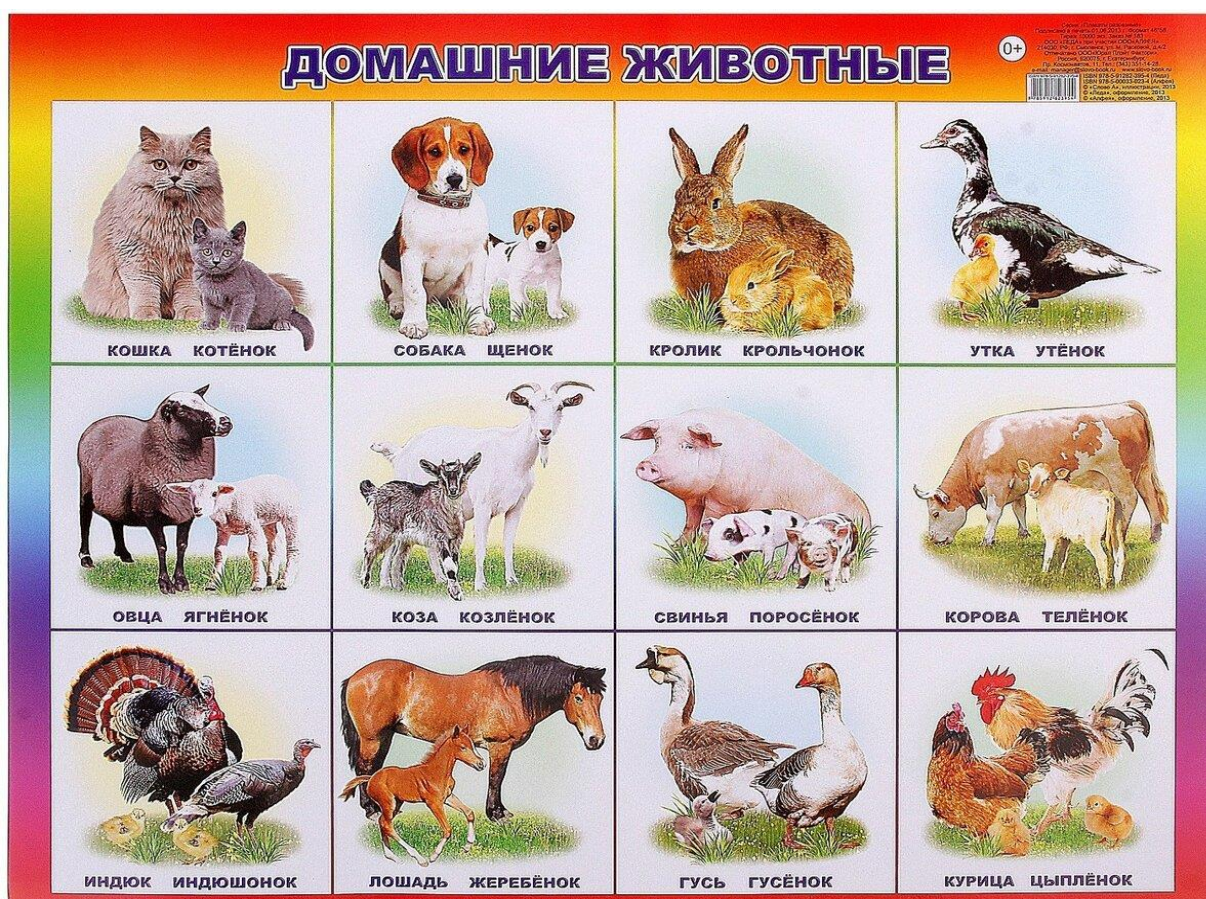 ДОМАШНИЕ ЖИВОТНЫЕ
0+
КОШКА КОТЁНОК
СОБАКА ЩЕНОК
КРОЛИК КРОЛЬЧОНОК
УТКА УТЁНОК
ОВЦА ЯГНЁНОК
КОЗА КОЗЛЁНОК
СВИНЬЯ ПОРОСЁНОК
КОРОВА ТЕЛЁНОК
ИНДЮК ИНДЮШОНОК
ЛОШАДЬ ЖЕРЕБЁНОК
ГУСЬ ГУСЁНОК
КУРИЦА ЦЫПЛЁНОК